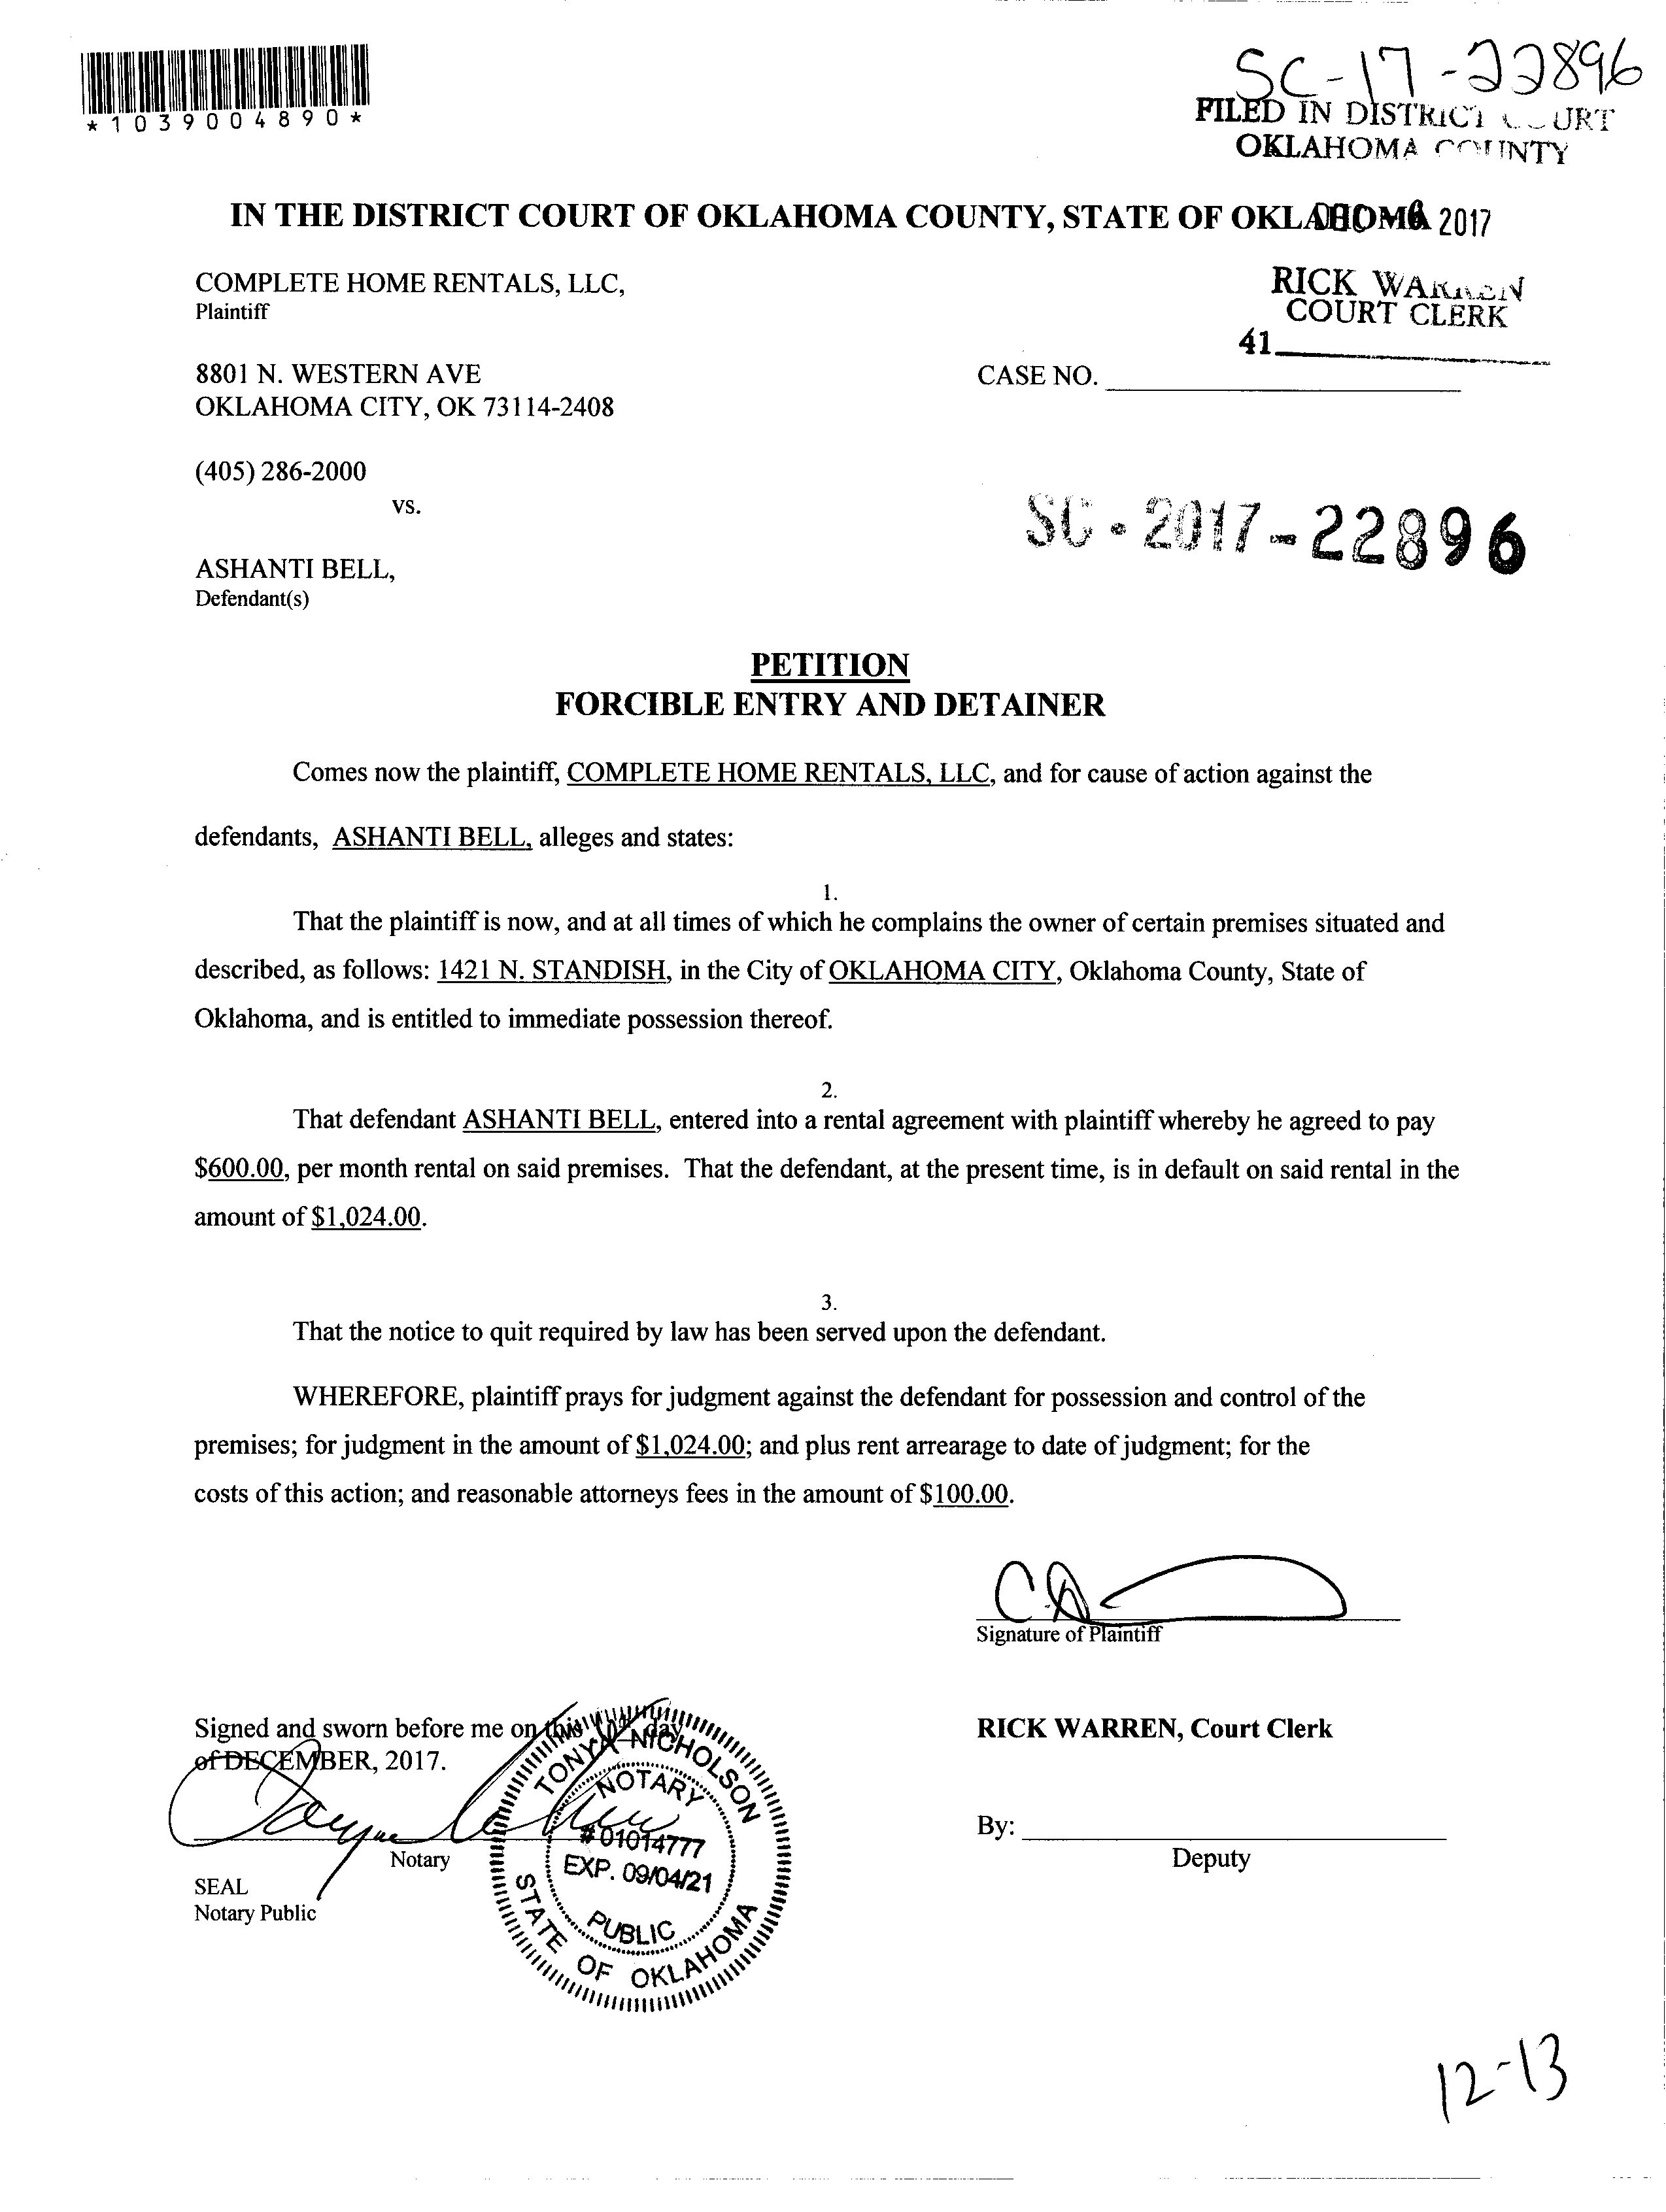 *1039004890*
SC-17-22896
FILED IN DISTRICT COURT
OKLAHOMA COUNTY
IN THE DISTRICT COURT OF OKLAHOMA COUNTY, STATE OF OKLAHOMA
DEC 6 2017
COMPLETE HOME RENTALS, LLC,
Plaintiff
RICK WARREN
COURT CLERK
41
8801 N. WESTERN AVE
OKLAHOMA CITY, OK 73114-2408
CASE NO.
(405) 286-2000
vs.
SC - 2017-22896
ASHANTI BELL,
Defendant(s)
PETITION
FORCIBLE ENTRY AND DETAINER
Comes now the plaintiff, COMPLETE HOME RENTALS, LLC, and for cause of action against the
defendants, ASHANTI BELL, alleges and states:
1.
That the plaintiff is now, and at all times of which he complains the owner of certain premises situated and
described, as follows: 1421 N. STANDISH, in the City of OKLAHOMA CITY, Oklahoma County, State of
Oklahoma, and is entitled to immediate possession thereof.
2.
That defendant ASHANTI BELL, entered into a rental agreement with plaintiff whereby he agreed to pay
$600.00, per month rental on said premises. That the defendant, at the present time, is in default on said rental in the
amount of $1,024.00.
3.
That the notice to quit required by law has been served upon the defendant.
WHEREFORE, plaintiff prays for judgment against the defendant for possession and control of the
premises; for judgment in the amount of $1,024.00; and plus rent arrearage to date of judgment; for the
costs of this action; and reasonable attorneys fees in the amount of $100.00.
Signature of Plaintiff
Signed and sworn before me on this day
of DECEMBER, 2017.
RICK WARREN, Court Clerk
TONYA NICHOLSON
NOTARY
#01014777
EXP. 09/04/21
PUBLIC
STATE OF OKLAHOMA
By:
Notary
Deputy
SEAL
Notary Public
12-13